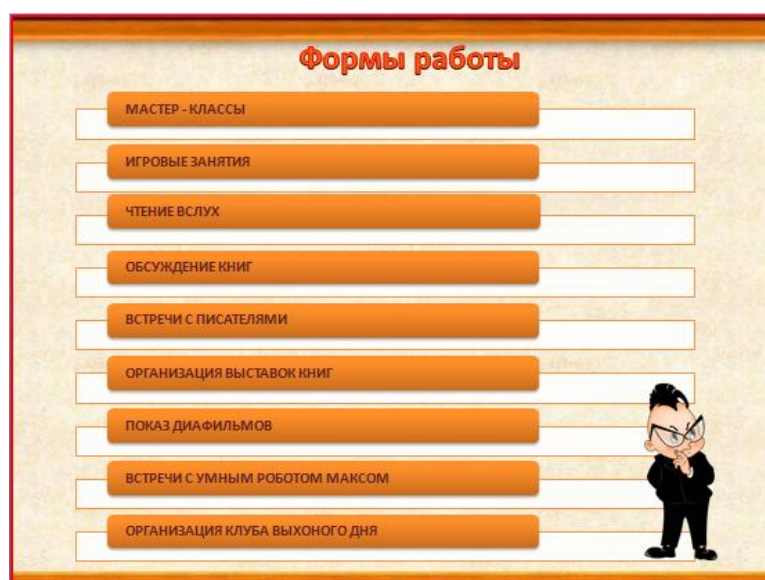 Формы работы
МАСТЕР - КЛАССЫ
ИГРОВЫЕ ЗАНЯТИЯ
ЧТЕНИЕ ВСЛУХ
ОБСУЖДЕНИЕ КНИГ
ВСТРЕЧИ С ПИСАТЕЛЯМИ
ОРГАНИЗАЦИЯ ВЫСТАВОК КНИГ
ПОКАЗ ДИАФИЛЬМОВ
ВСТРЕЧИ С УМНЫМ РОБОТОМ МАКСОМ
ОРГАНИЗАЦИЯ КЛУБА ВЫХОНОГО ДНЯ